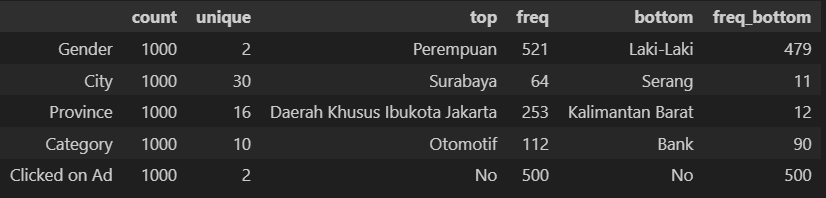 count unique top freq bottom freq_bottom
Gender 1000 2 Perempuan 521 Laki-Laki 479
City 1000 30 Surabaya 64 Serang 11
Province 1000 16 Daerah Khusus Ibukota Jakarta 253 Kalimantan Barat 12
Category 1000 10 Otomotif 112 Bank 90
Clicked on Ad 1000 2 No 500 No 500